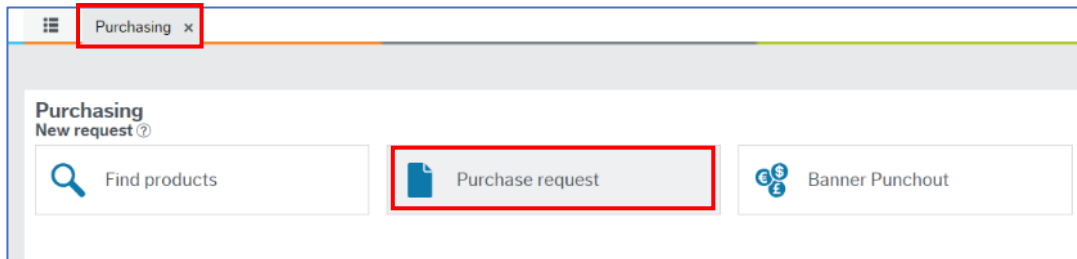 Purchasing ×
Purchasing
New request ?
Find products
Purchase request
€ $ £
Banner Punchout